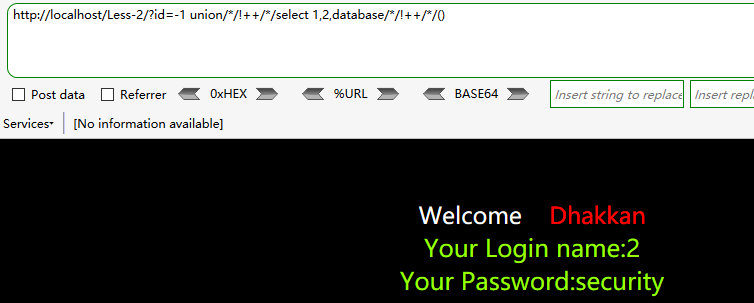 http://localhost/Less-2/?id=-1 union/*/!++/*/select 1,2,database/*/!++/*/()
Post data Referrer 0xHEX %URL BASE64 Insert string to replace Insert repl
Services [No information available]
Welcome Dhakkan
Your Login name:2
Your Password:security